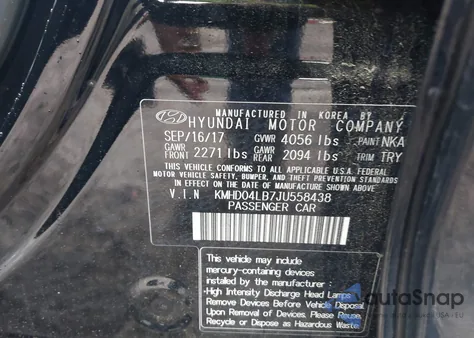 MANUFACTURED IN KOREA BY
HYUNDAI MOTOR COMPANY
SEP/16/17 GVWR 4056 lbs PAINT NKA
GAWR FRONT 2271 lbs GAWR REAR 2094 lbs TRIM TRY
THIS VEHICLE CONFORMS TO ALL APPLICABLE U.S. FEDERAL
MOTOR VEHICLE SAFETY, BUMPER, AND THEFT PREVENTION
STANDARDS IN EFFECT ON THE DATE OF MANUFACTURE SHOWN ABOVE.
V.I.N KMHD04LB7JU558438
PASSENGER CAR
THIS VEHICLE may include
mercury-containing devices
installed by the manufacturer:
·High Intensity Discharge Head Lamps
Remove Devices Before Vehicle Disposal
Upon Removal of Devices Please Reuse,
Recycle or Dispose as Hazardous Waste
autoSnap